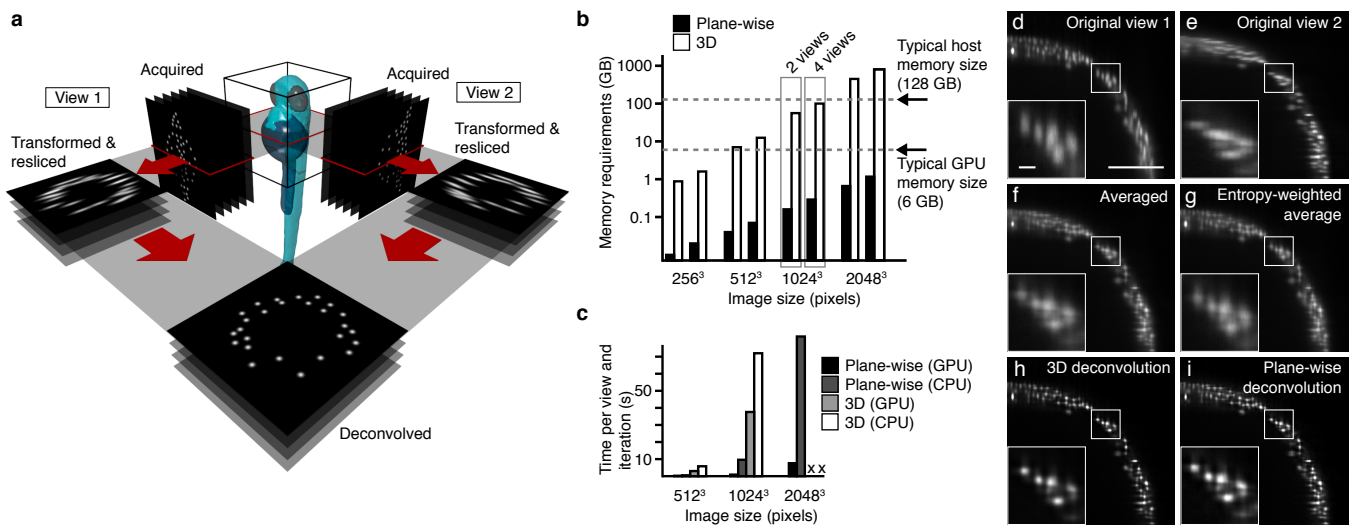 a
Acquired
Acquired
View 1
View 2
Transformed &
resliced
Transformed &
resliced
Deconvolved
b
Plane-wise
3D
Memory requirements (GB)
1000
100
10
1
0.1
2 views
4 views
Typical host
memory size
(128 GB)
Typical GPU
memory size
(6 GB)
256³
512³
1024³
2048³
Image size (pixels)
c
Time per view and
iteration (s)
50
10
Plane-wise (GPU)
Plane-wise (CPU)
3D (GPU)
3D (CPU)
x x
512³
1024³
2048³
Image size (pixels)
d
Original view 1
e
Original view 2
f
Averaged
g
Entropy-weighted
average
h
3D deconvolution
i
Plane-wise
deconvolution